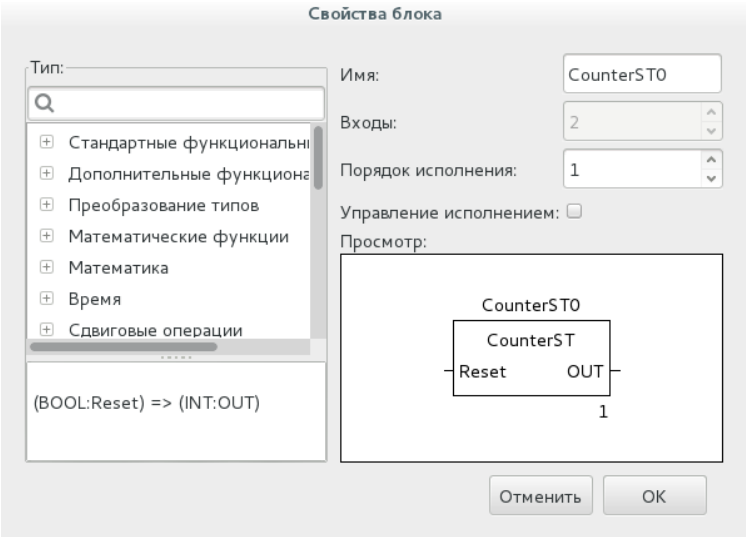 Свойства блока
Тип:
Стандартные функциональн
Дополнительные функциона
Преобразование типов
Математические функции
Математика
Время
Сдвиговые операции
(BOOL:Reset) => (INT:OUT)
Имя: CounterST0
Входы: 2
Порядок исполнения: 1
Управление исполнением:
Просмотр:
CounterST0
CounterST
Reset OUT
1
Отменить OK